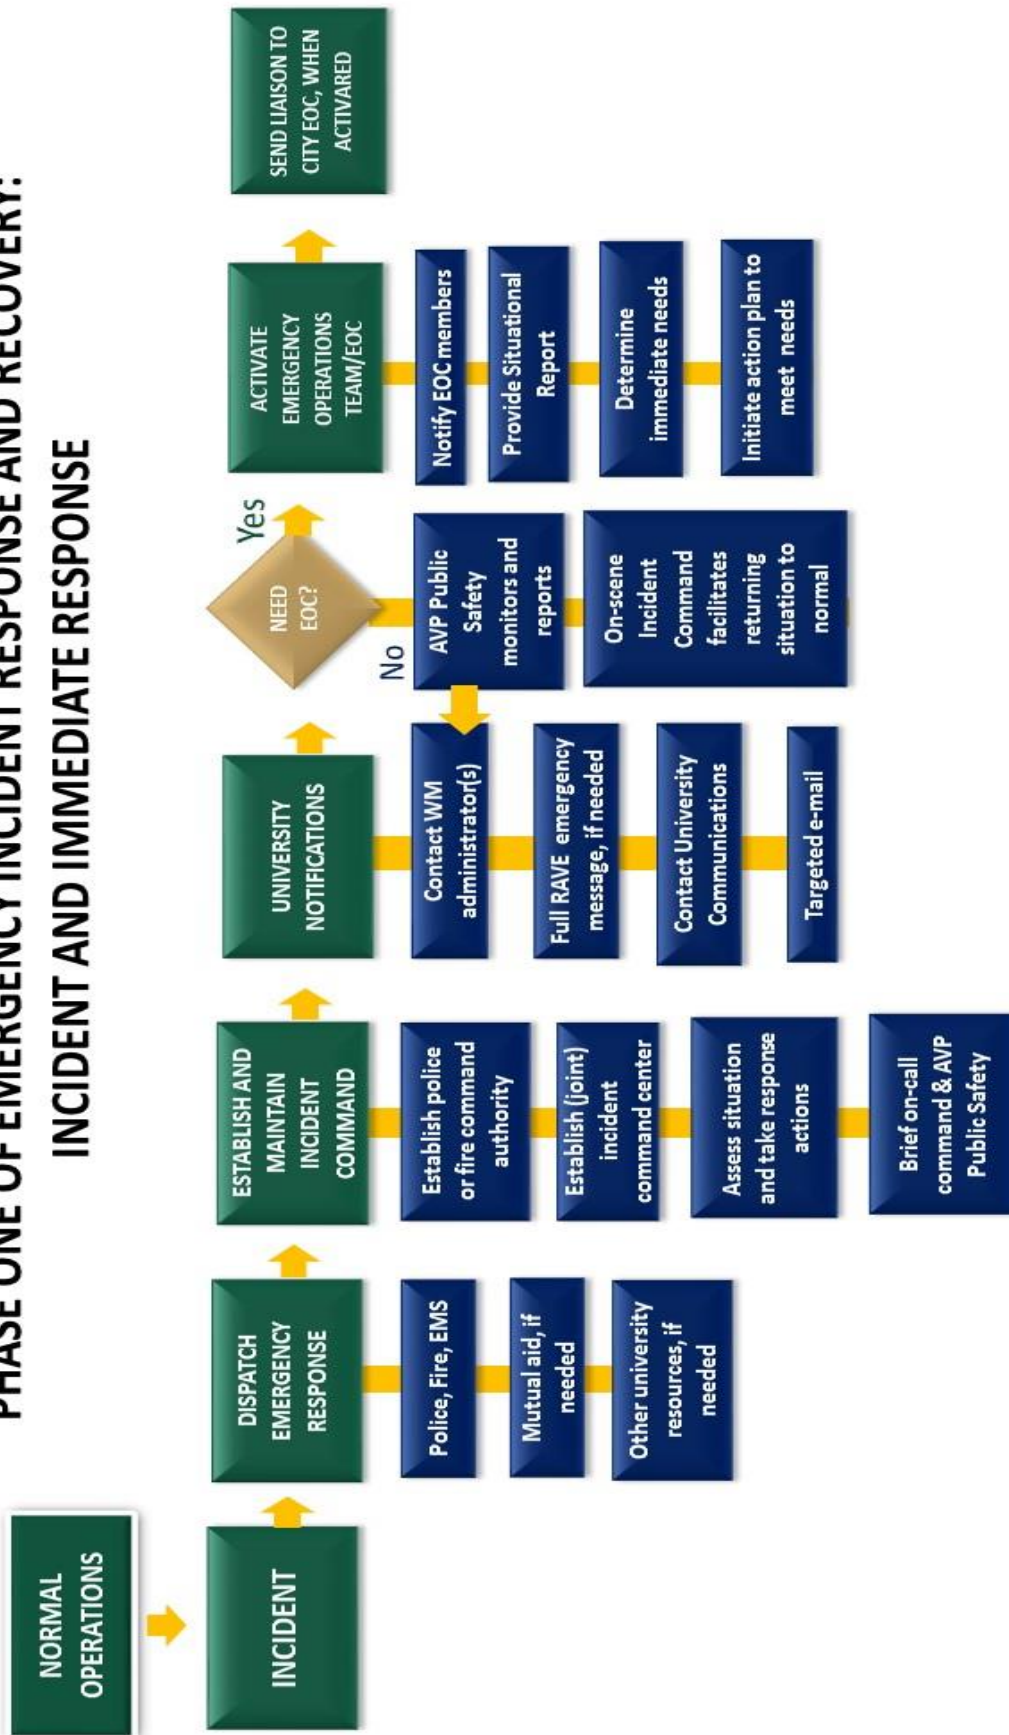 PHASE ONE OF EMERGENCY INCIDENT RESPONSE AND RECOVERY:
INCIDENT AND IMMEDIATE RESPONSE
NORMAL
OPERATIONS
INCIDENT
DISPATCH
EMERGENCY
RESPONSE
Police, Fire, EMS
Mutual aid, if
needed
Other university
resources, if
needed
ESTABLISH AND
MAINTAIN
INCIDENT
COMMAND
Establish police
or fire command
authority
Establish (joint)
incident
command center
Assess situation
and take response
actions
Brief on-call
command & AVP
Public Safety
UNIVERSITY
NOTIFICATIONS
Contact WM
administrator(s)
Full RAVE emergency
message, if needed
Contact University
Communications
Targeted e-mail
NEED
EOC?
Yes
No
AVP Public
Safety
monitors and
reports
On-scene
Incident
Command
facilitates
returning
situation to
normal
ACTIVATE
EMERGENCY
OPERATIONS
TEAM/EOC
Notify EOC members
Provide Situational
Report
Determine
immediate needs
Initiate action plan to
meet needs
SEND LIAISON TO
CITY EOC, WHEN
ACTIVARED